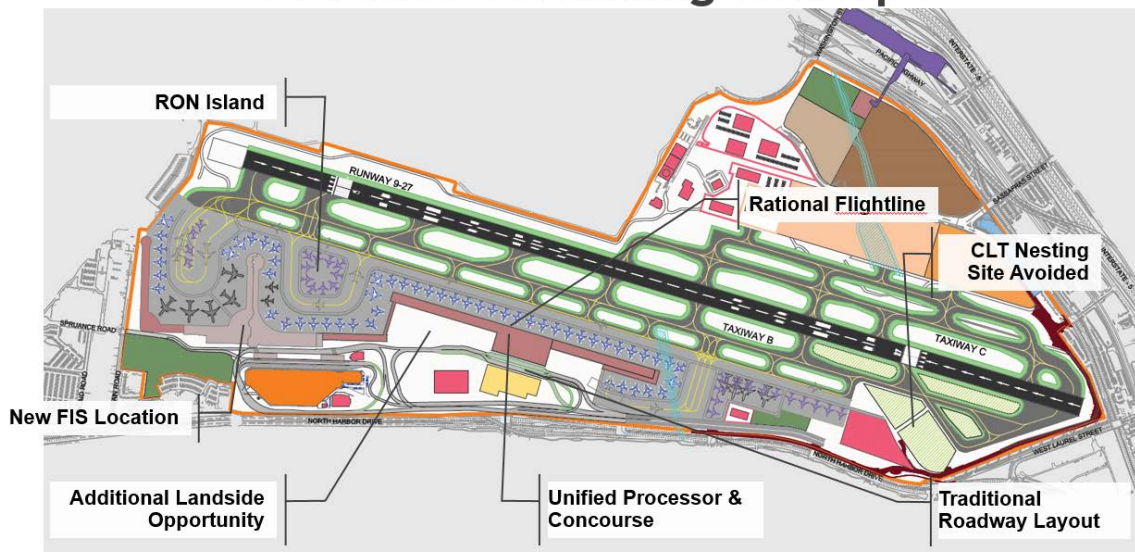 RON Island
RUNWAY 9-27
PACIFIC HIGHWAY
INTERSTATE - 5
SASSAFRAS STREET
Rational Flightline
CLT Nesting
Site Avoided
TAXIWAY B
TAXIWAY C
SPRUANCE ROAD
INTERSTATE - 5
New FIS Location
NORTH HARBOR DRIVE
NORTH HARBOR DRIVE
WEST LAUREL STREET
Additional Landside
Opportunity
Unified Processor &
Concourse
Traditional
Roadway Layout